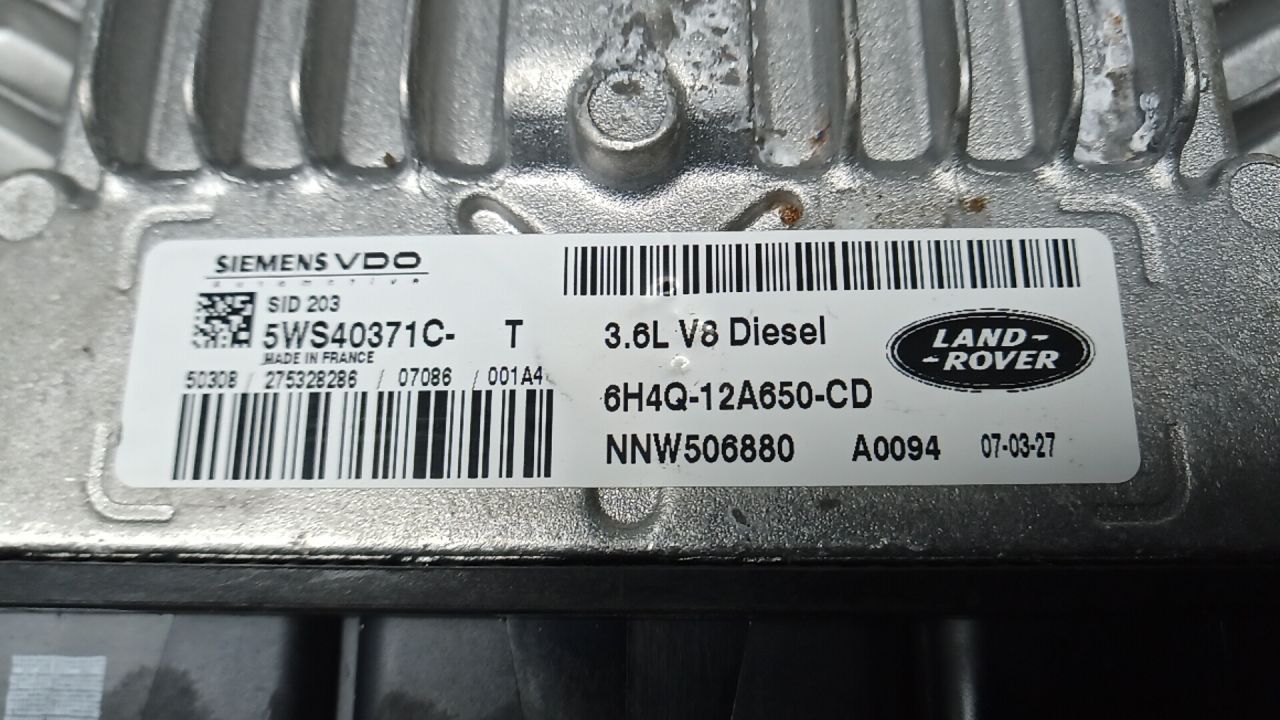 SIEMENS VDO
Automotive
SID 203
5WS40371C- T
MADE IN FRANCE
50308 / 275328286 / 07086 / 001A4
3.6L V8 Diesel
LAND-
-ROVER
6H4Q-12A650-CD
NNW506880 A0094 07-03-27